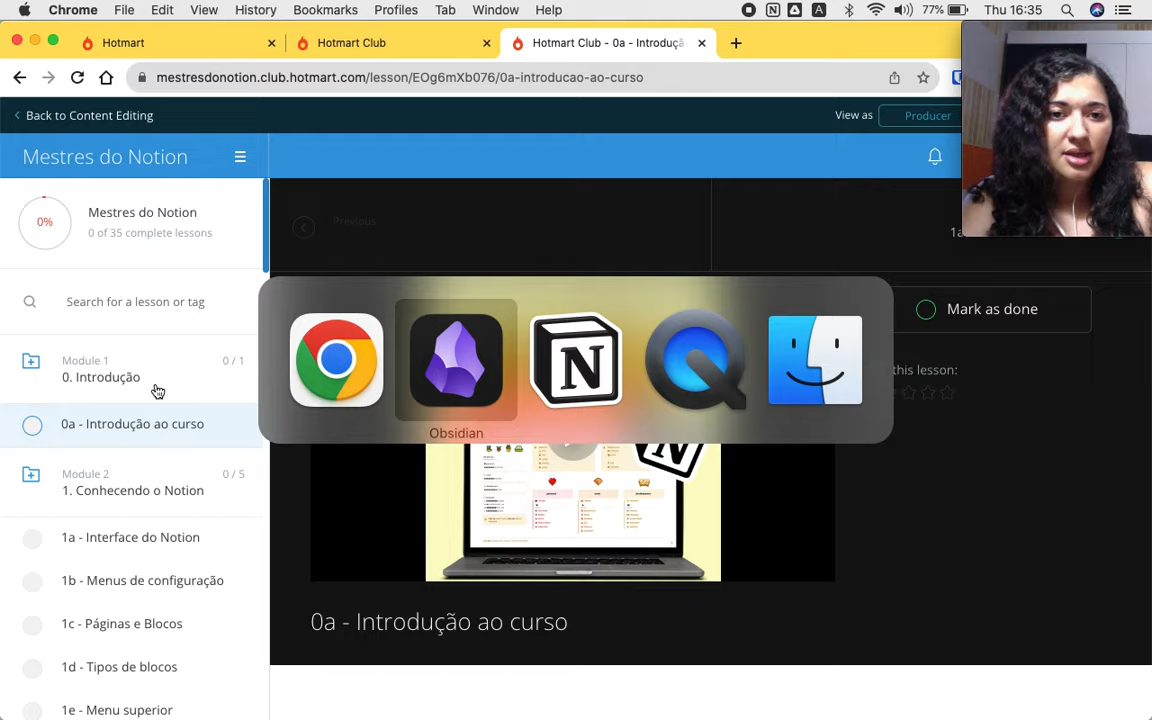 Chrome File Edit View History Bookmarks Profiles Tab Window Help 77% Thu 16:35
Hotmart
Hotmart Club
Hotmart Club - 0a - Introduçã
mestresdonotion.club.hotmart.com/lesson/EOg6mXb076/0a-introducao-ao-curso
Back to Content Editing
View as Producer
Mestres do Notion
0%
Mestres do Notion
0 of 35 complete lessons
Previous
1a
Search for a lesson or tag
Mark as done
Module 1 0 / 1
0. Introdução
this lesson:
0a - Introdução ao curso
Obsidian
Module 2 0 / 5
1. Conhecendo o Notion
1a - Interface do Notion
1b - Menus de configuração
1c - Páginas e Blocos
0a - Introdução ao curso
1d - Tipos de blocos
1e - Menu superior